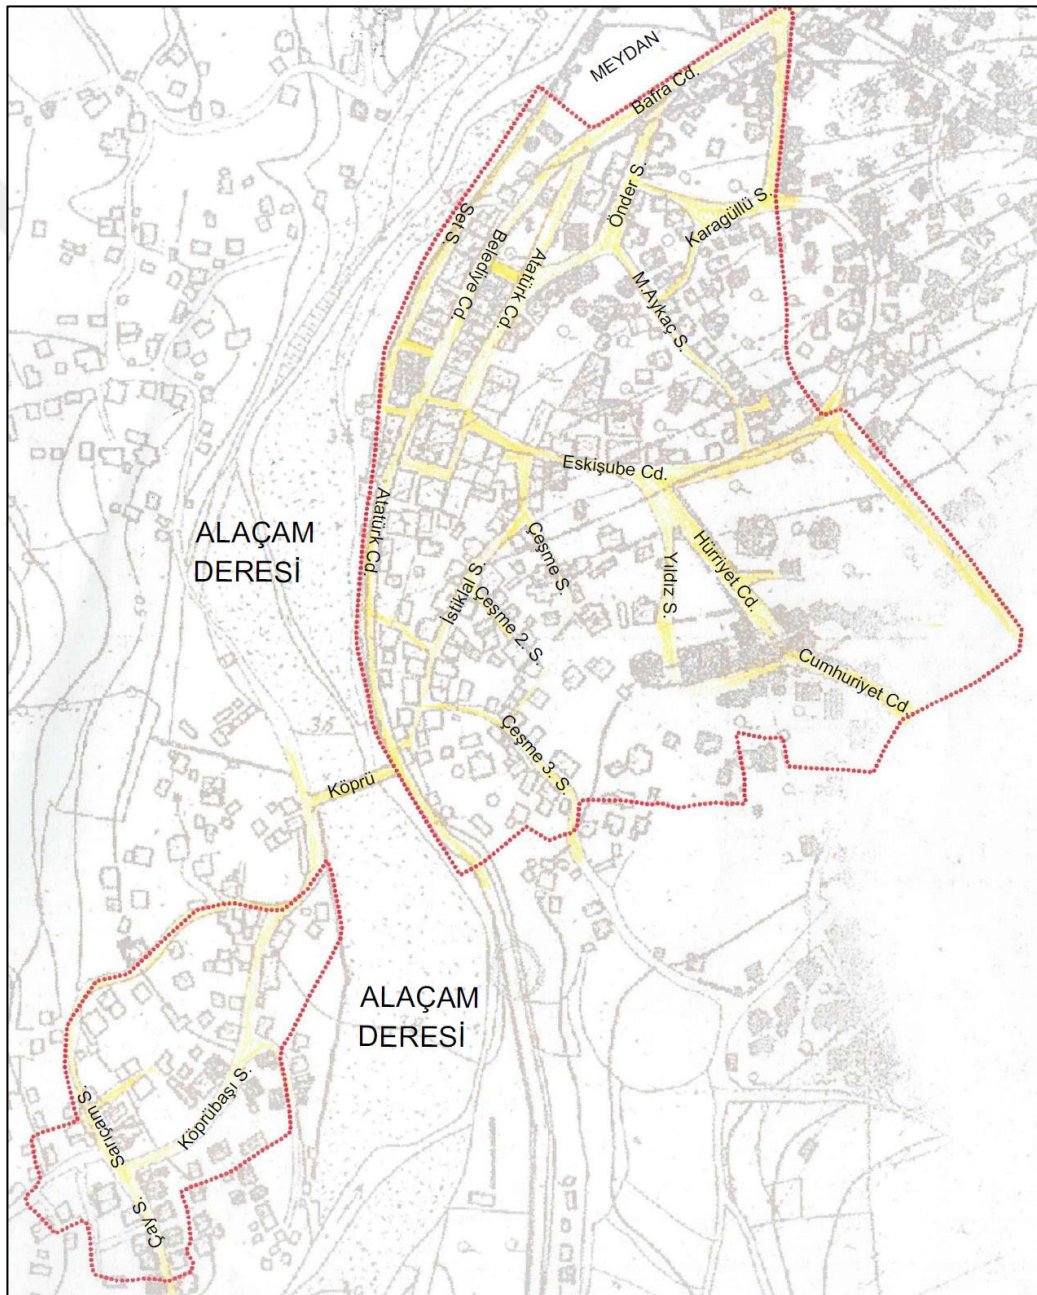 MEYDAN
Bafra Cd.
Önder S.
Karagüllü S.
Set S.
Belediye Cd.
Atatürk Cd.
M.Aykaç S.
Eskişube Cd.
Atatürk Cd.
ALAÇAM
DERESİ
Çeşme S.
Hürriyet Cd.
Yıldız S.
İstiklal S.
Çeşme 2. S.
Cumhuriyet Cd.
35
Çeşme 3. S.
Köprü
ALAÇAM
DERESİ
Sarıçam S.
Köprübaşı S.
Çay S.